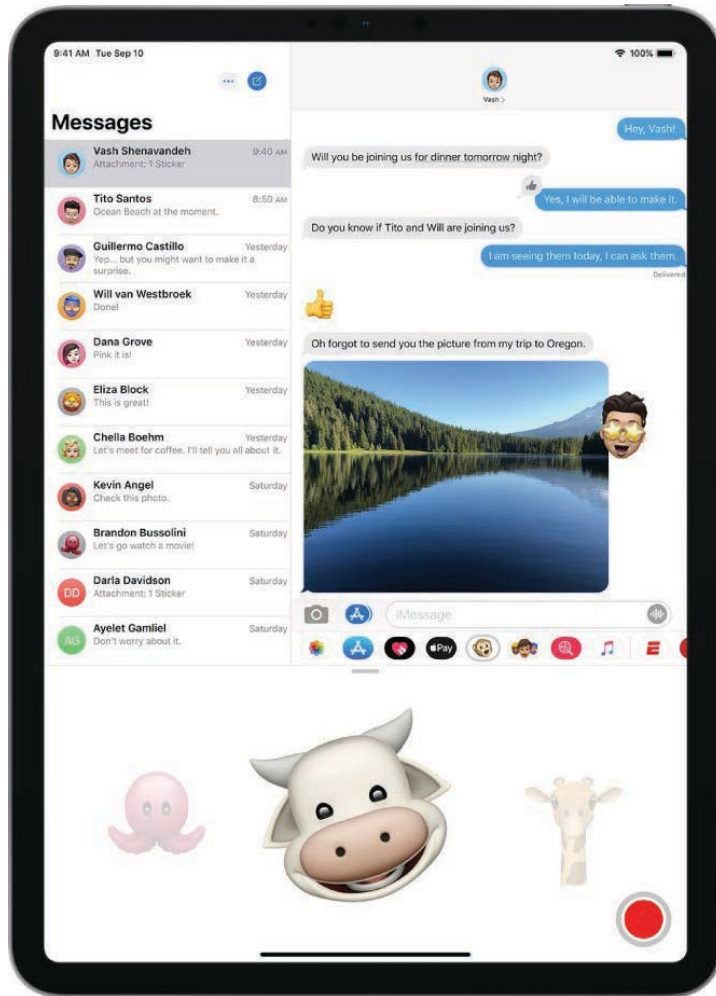 9:41 AM Tue Sep 10
100%
Messages
Vash Shenavandeh 9:40 AM
Attachment: 1 Sticker
Tito Santos 8:50 AM
Ocean Beach at the moment.
Guillermo Castillo Yesterday
Yep... but you might want to make it a
surprise.
Will van Westbroek Yesterday
Done!
Dana Grove Yesterday
Pink it is!
Eliza Block Yesterday
This is great!
Chella Boehm Yesterday
Let's meet for coffee. I'll tell you all about it.
Kevin Angel Saturday
Check this photo.
Brandon Bussolini Saturday
Let's go watch a movie!
DD
Darla Davidson Saturday
Attachment: 1 Sticker
AG
Ayelet Gamliel Saturday
Don't worry about it.
Vash >
Hey, Vash!
Will you be joining us for dinner tomorrow night?
Yes, I will be able to make it.
Do you know if Tito and Will are joining us?
I am seeing them today, I can ask them.
Delivered
Oh forgot to send you the picture from my trip to Oregon.
iMessage
Pay